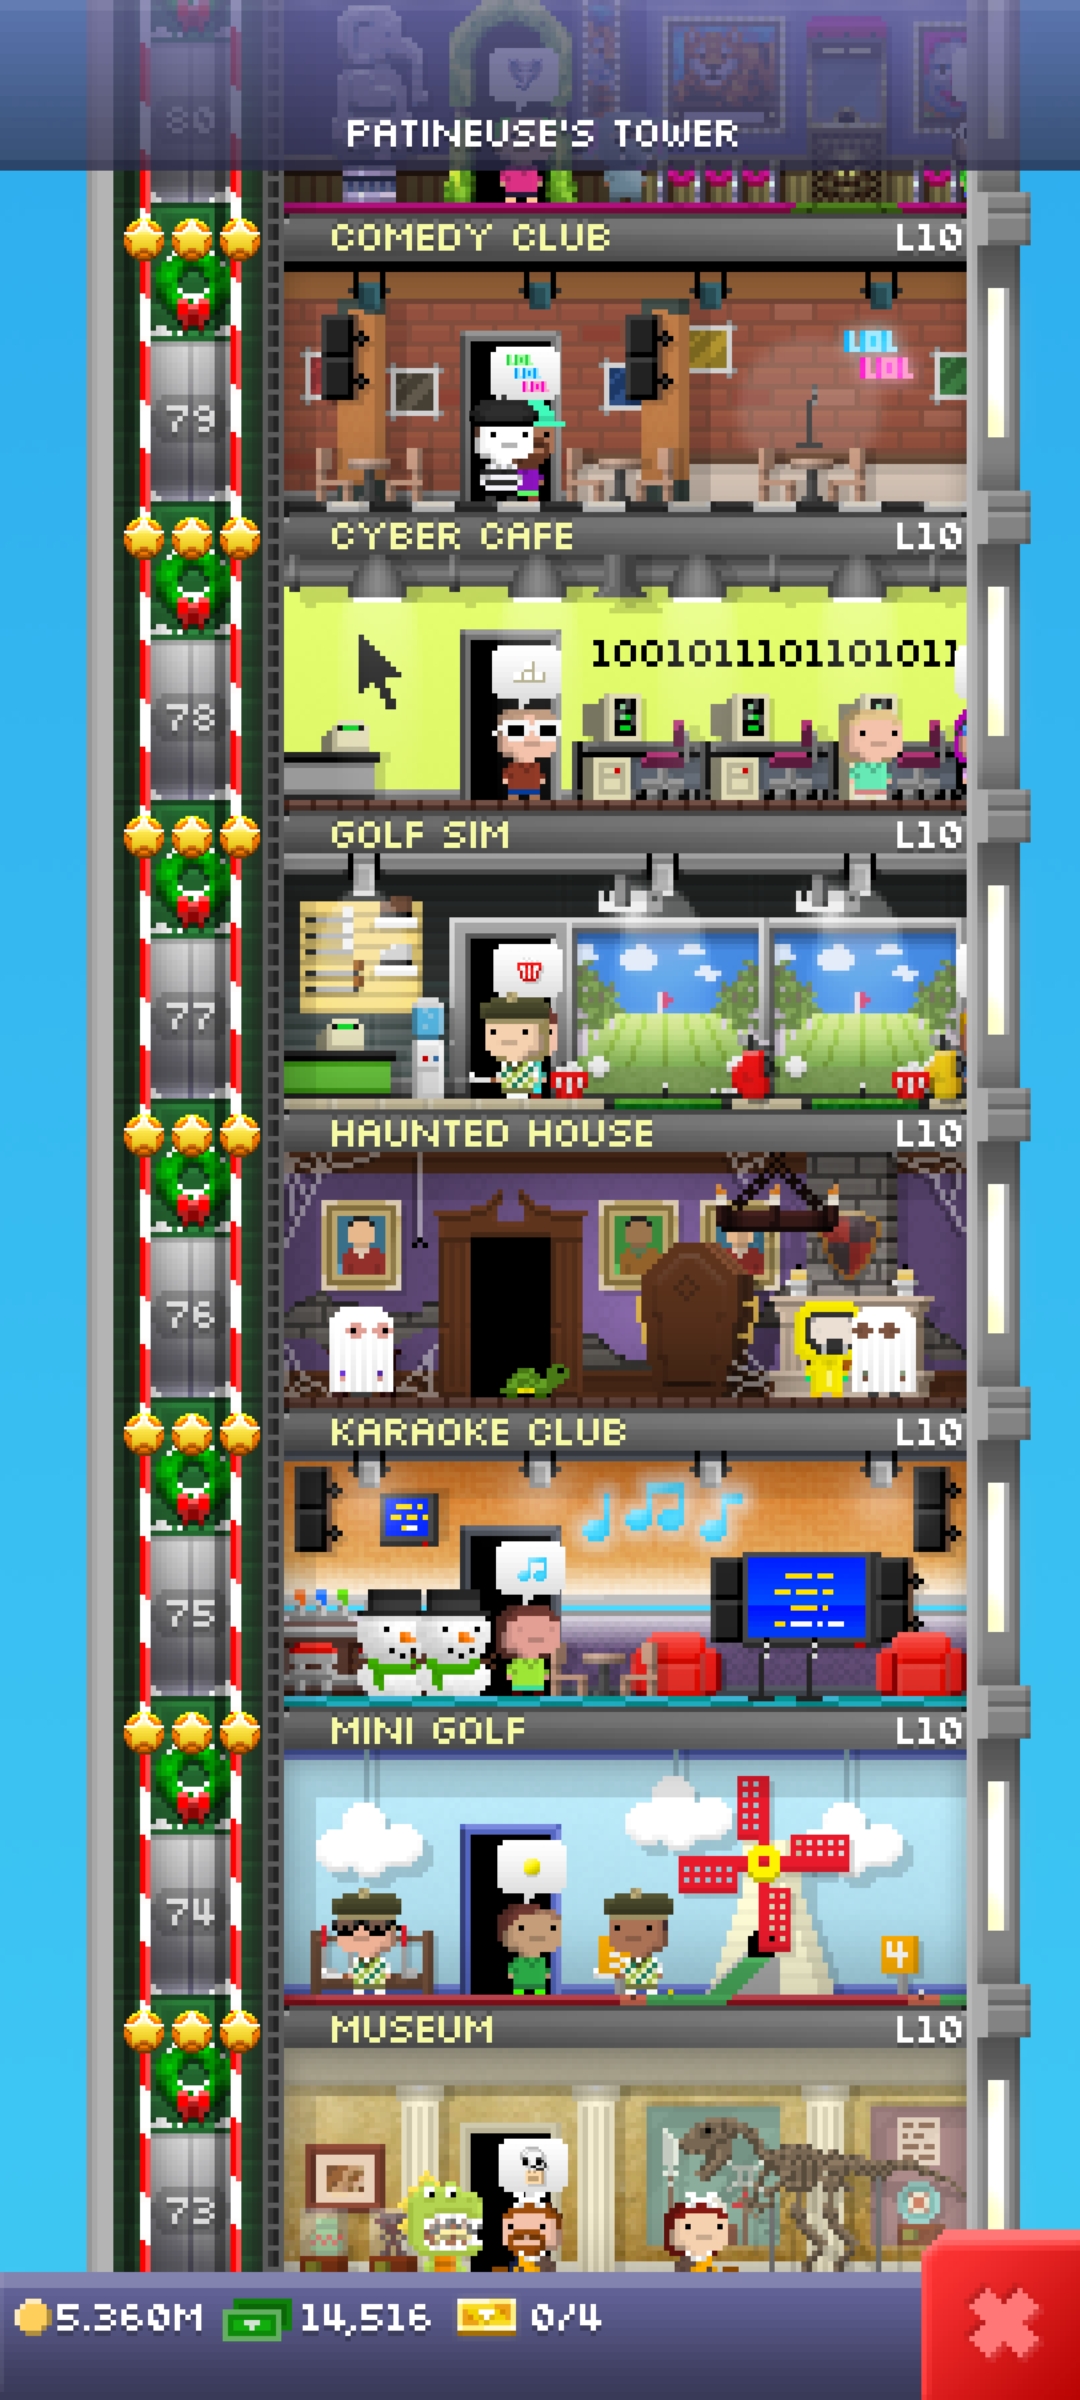 80
PATINEUSE'S TOWER
COMEDY CLUB L10
LOL
LOL
LOL
LOL
LOL
79
CYBER CAFE L10
1001011101101011
78
GOLF SIM L10
77
HAUNTED HOUSE L10
76
KARAOKE CLUB L10
75
MINI GOLF L10
74
4
MUSEUM L10
73
5.360M 14,516 0/4